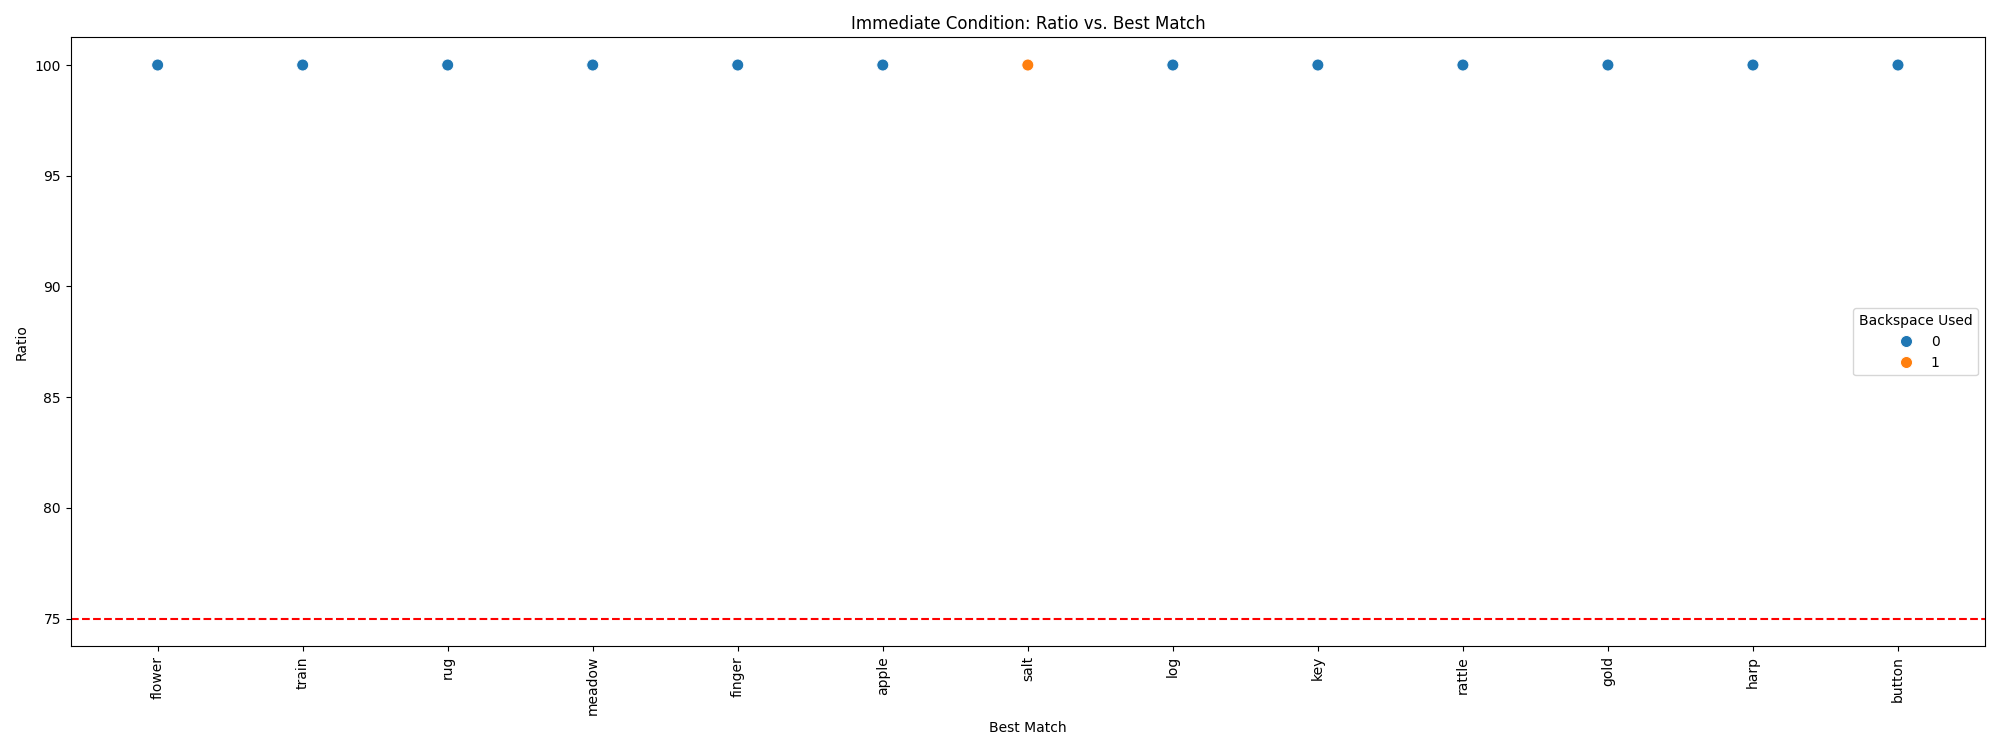 Immediate Condition: Ratio vs. Best Match
100
95
90
85
80
75
Ratio
Backspace Used
0
1
flower
train
rug
meadow
finger
apple
salt
log
key
rattle
gold
harp
button
Best Match